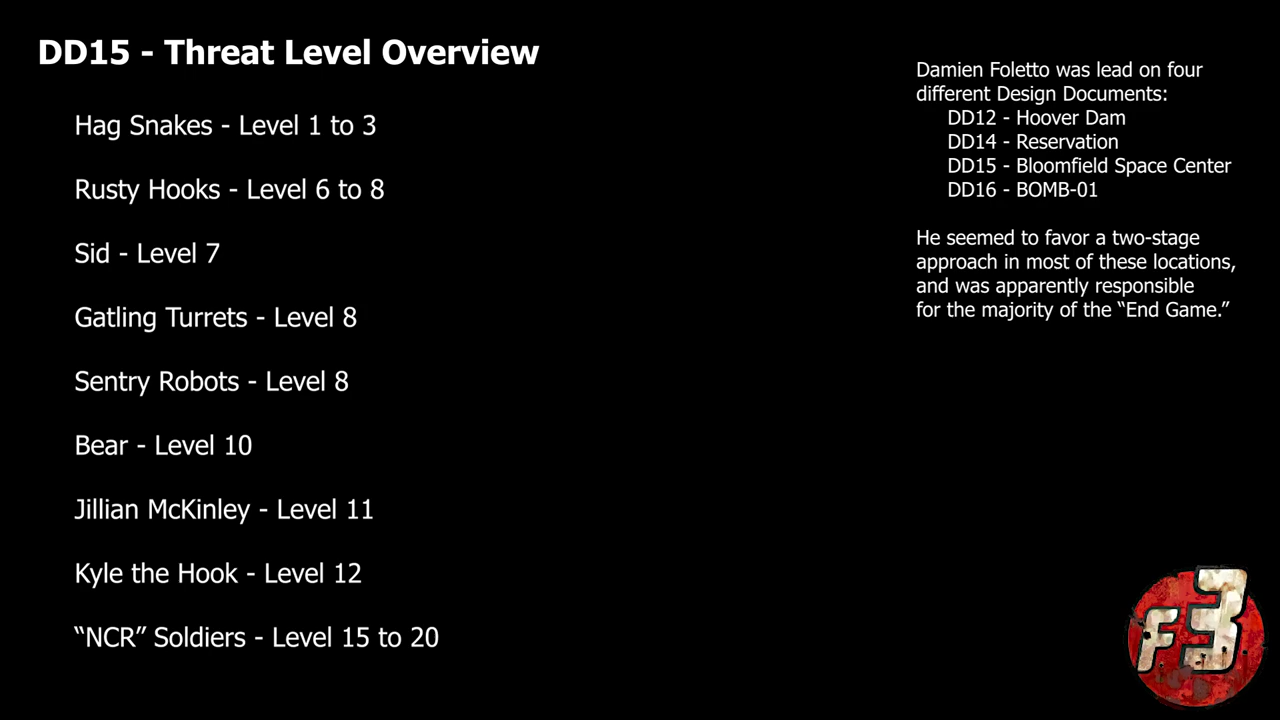 DD15 - Threat Level Overview
Hag Snakes - Level 1 to 3
Rusty Hooks - Level 6 to 8
Sid - Level 7
Gatling Turrets - Level 8
Sentry Robots - Level 8
Bear - Level 10
Jillian McKinley - Level 11
Kyle the Hook - Level 12
“NCR” Soldiers - Level 15 to 20
Damien Foletto was lead on four
different Design Documents:
DD12 - Hoover Dam
DD14 - Reservation
DD15 - Bloomfield Space Center
DD16 - BOMB-01
He seemed to favor a two-stage
approach in most of these locations,
and was apparently responsible
for the majority of the “End Game.”
F3